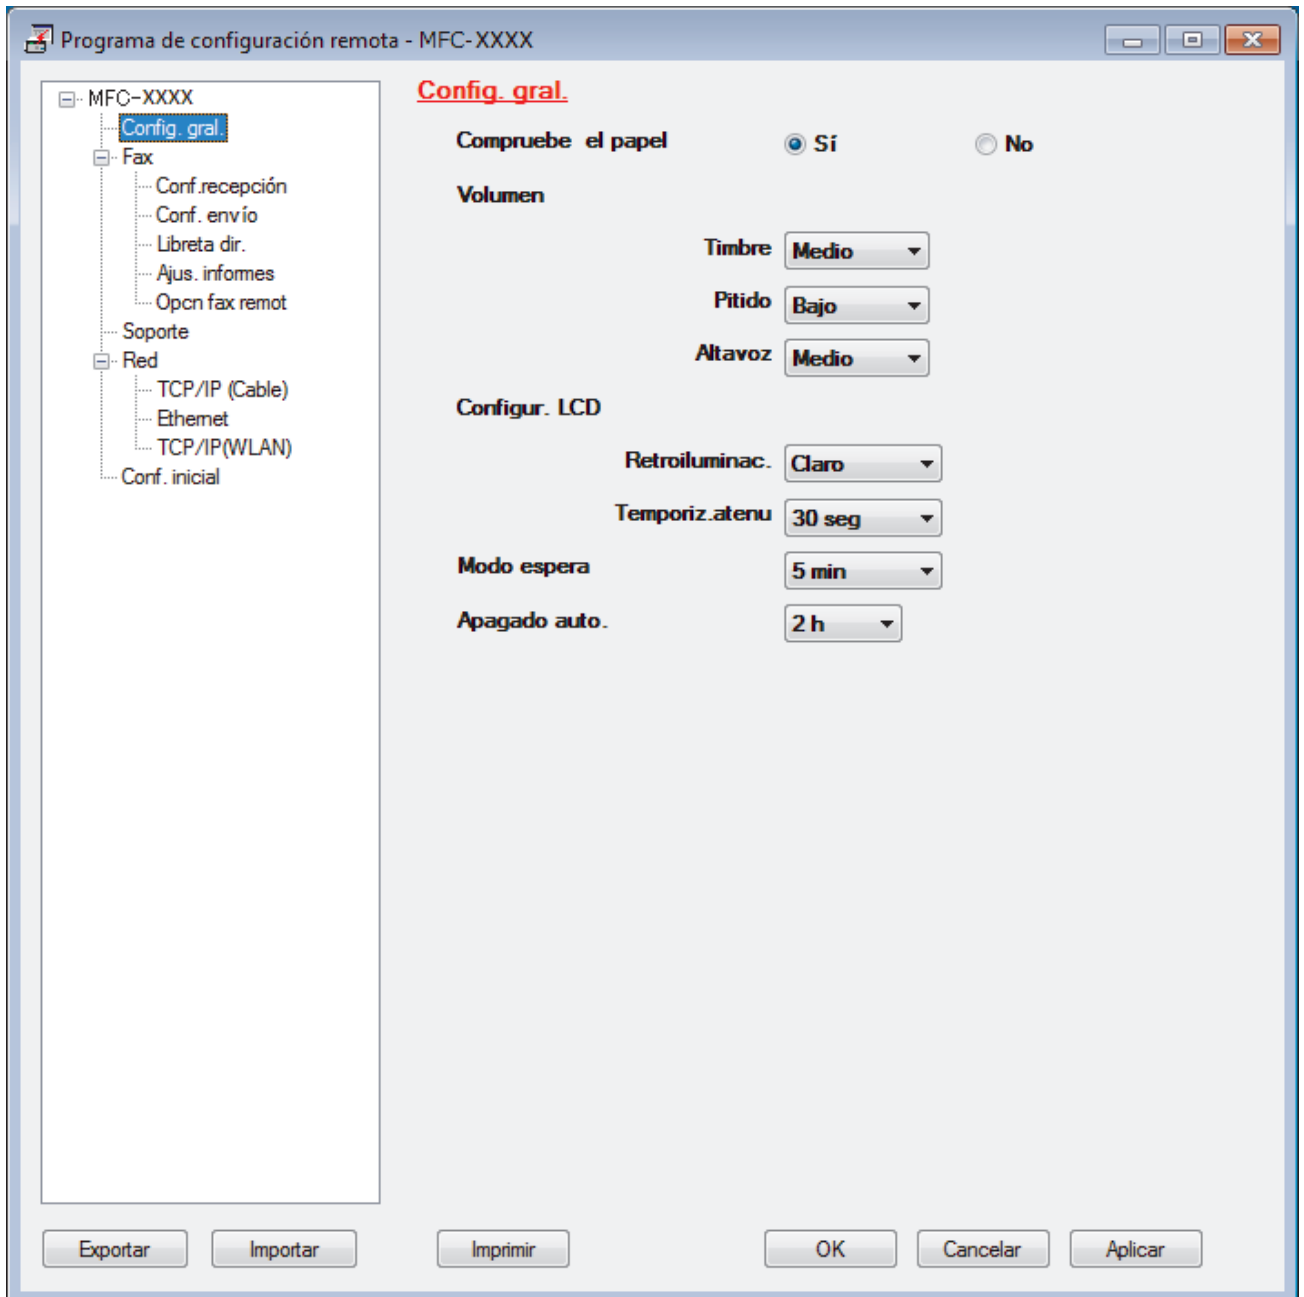 Programa de configuración remota - MFC-XXXX
MFC-XXXX
Config. gral.
Fax
Conf.recepción
Conf. envío
Libreta dir.
Ajus. informes
Opcn fax remot
Soporte
Red
TCP/IP (Cable)
Ethernet
TCP/IP(WLAN)
Conf. inicial
Config. gral.
Compruebe el papel Sí No
Volumen
Timbre Medio
Pitido Bajo
Altavoz Medio
Configur. LCD
Retroiluminac. Claro
Temporiz.atenu 30 seg
Modo espera 5 min
Apagado auto. 2 h
Exportar Importar Imprimir OK Cancelar Aplicar